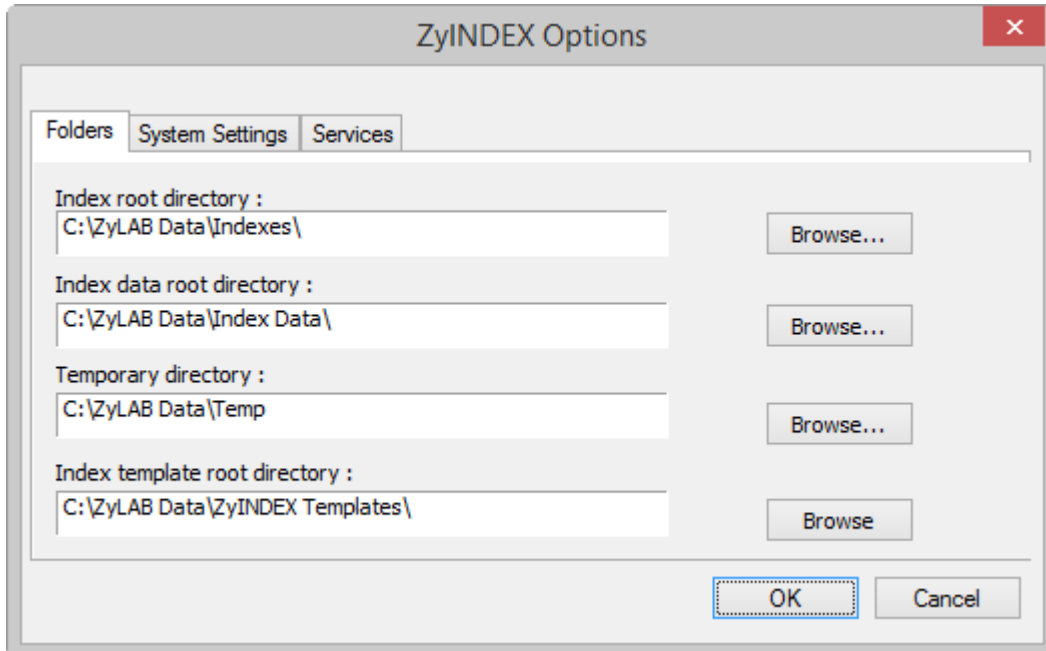 ZyINDEX Options
Folders System Settings Services
Index root directory :
C:\ZyLAB Data\Indexes\
Browse...
Index data root directory :
C:\ZyLAB Data\Index Data\
Browse...
Temporary directory :
C:\ZyLAB Data\Temp
Browse...
Index template root directory :
C:\ZyLAB Data\ZyINDEX Templates\
Browse
OK Cancel